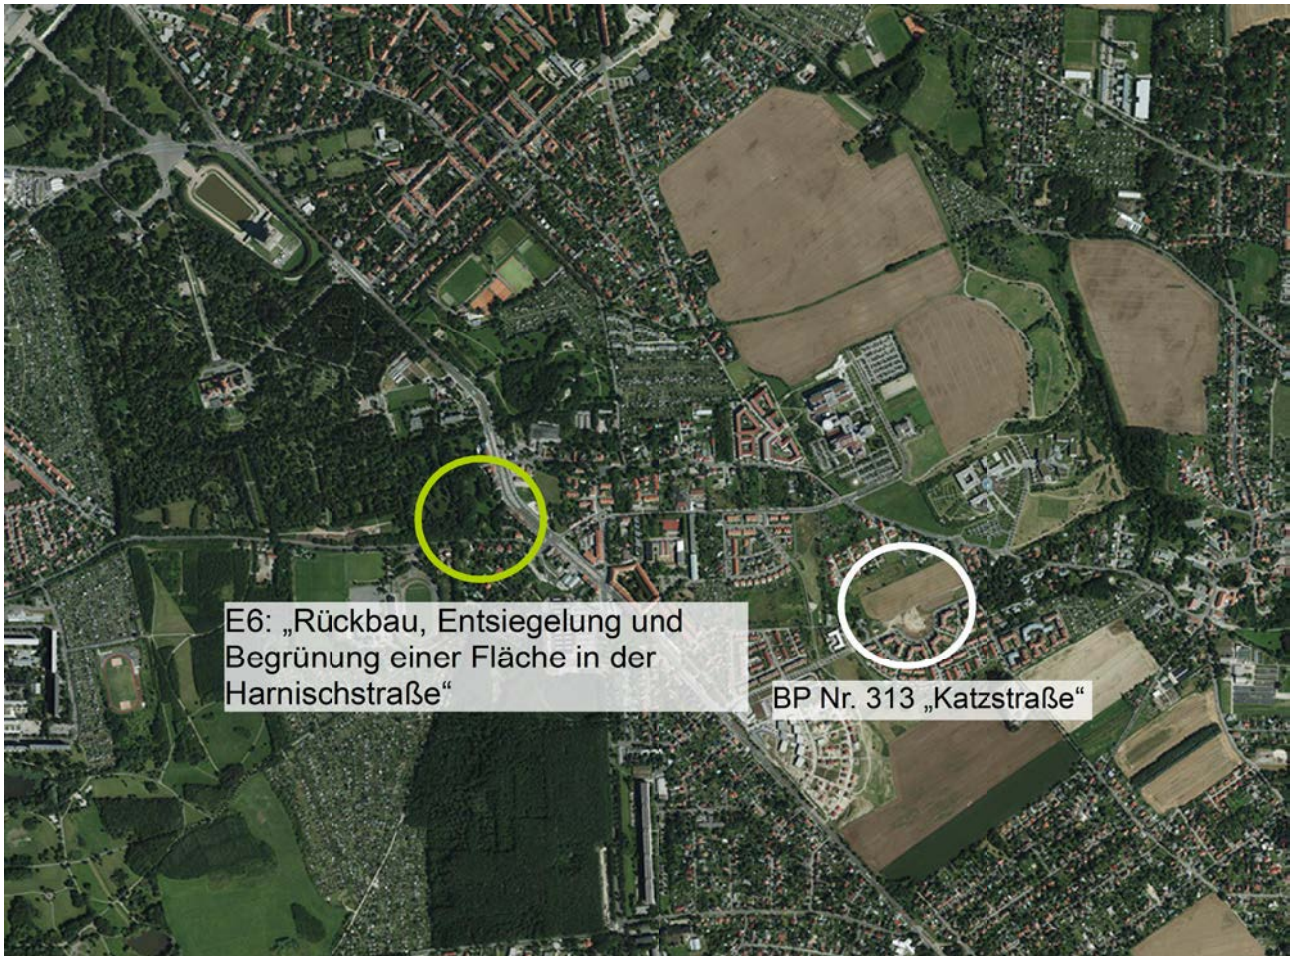 E6: „Rückbau, Entsiegelung und
Begrünung einer Fläche in der
Harnischstraße“
BP Nr. 313 „Katzstraße“